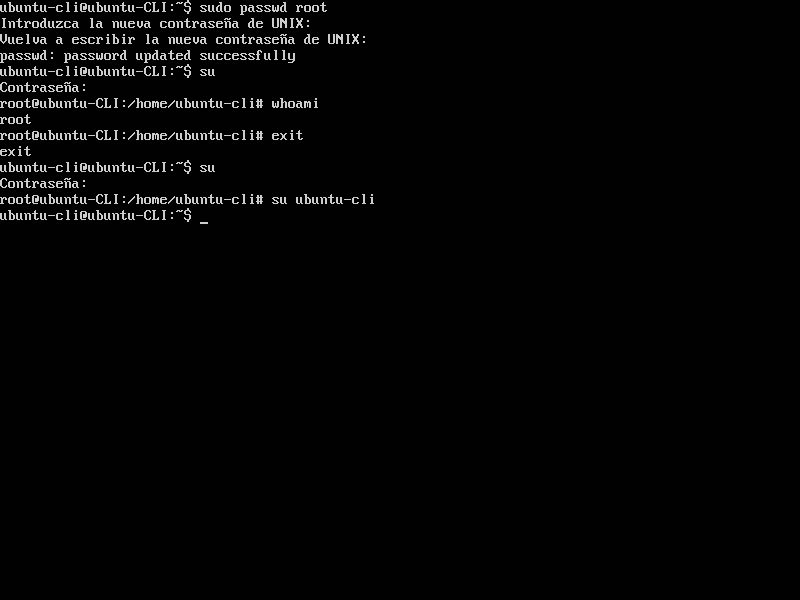 ubuntu-cli@ubuntu-CLI:~$ sudo passwd root
Introduzca la nueva contraseña de UNIX:
Vuelva a escribir la nueva contraseña de UNIX:
passwd: password updated successfully
ubuntu-cli@ubuntu-CLI:~$ su
Contraseña:
root@ubuntu-CLI:/home/ubuntu-cli# whoami
root
root@ubuntu-CLI:/home/ubuntu-cli# exit
exit
ubuntu-cli@ubuntu-CLI:~$ su
Contraseña:
root@ubuntu-CLI:/home/ubuntu-cli# su ubuntu-cli
ubuntu-cli@ubuntu-CLI:~$ _